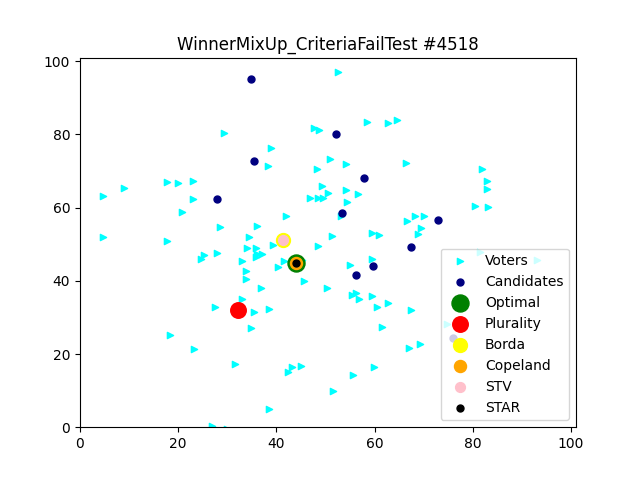 WinnerMixUp_CriteriaFailTest #4518
100
80
60
40
20
0
0 20 40 60 80 100
Voters
Candidates
Optimal
Plurality
Borda
Copeland
STV
STAR